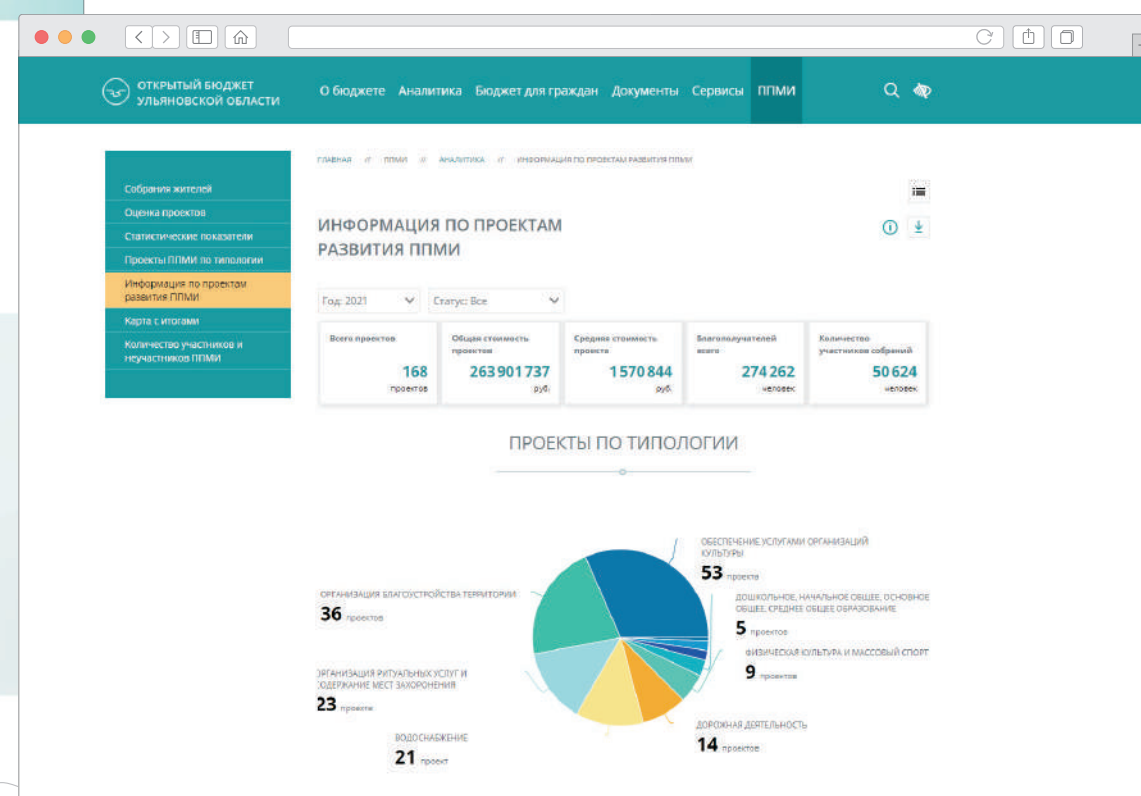 ОТКРЫТЫЙ БЮДЖЕТ
УЛЬЯНОВСКОЙ ОБЛАСТИ
О бюджете Аналитика Бюджет для граждан Документы Сервисы ППМИ
ГЛАВНАЯ // ППМИ // АНАЛИТИКА // ИНФОРМАЦИЯ ПО ПРОЕКТАМ РАЗВИТИЯ ППМИ
Собрания жителей
Оценка проектов
Статистические показатели
Проекты ППМИ по типологии
Информация по проектам
развития ППМИ
Карта с итогами
Количество участников и
неучастников ППМИ
ИНФОРМАЦИЯ ПО ПРОЕКТАМ
РАЗВИТИЯ ППМИ
Год: 2021 Статус: Все
Всего проектов
168
проектов
Общая стоимость
проектов
263 901 737
руб.
Средняя стоимость
проекта
1 570 844
руб.
Благополучателей
всего
274 262
человек
Количество
участников собраний
50 624
человек
ПРОЕКТЫ ПО ТИПОЛОГИИ
ОБЕСПЕЧЕНИЕ УСЛУГАМИ ОРГАНИЗАЦИЙ
КУЛЬТУРЫ
53 проекта
ДОШКОЛЬНОЕ, НАЧАЛЬНОЕ ОБЩЕЕ, ОСНОВНОЕ
ОБЩЕЕ, СРЕДНЕЕ ОБЩЕЕ ОБРАЗОВАНИЕ
5 проектов
ФИЗИЧЕСКАЯ КУЛЬТУРА И МАССОВЫЙ СПОРТ
9 проектов
ДОРОЖНАЯ ДЕЯТЕЛЬНОСТЬ
14 проектов
ОРГАНИЗАЦИЯ БЛАГОУСТРОЙСТВА ТЕРРИТОРИИ
36 проектов
ОРГАНИЗАЦИЯ РИТУАЛЬНЫХ УСЛУГ И
СОДЕРЖАНИЕ МЕСТ ЗАХОРОНЕНИЯ
23 проекта
ВОДОСНАБЖЕНИЕ
21 проект